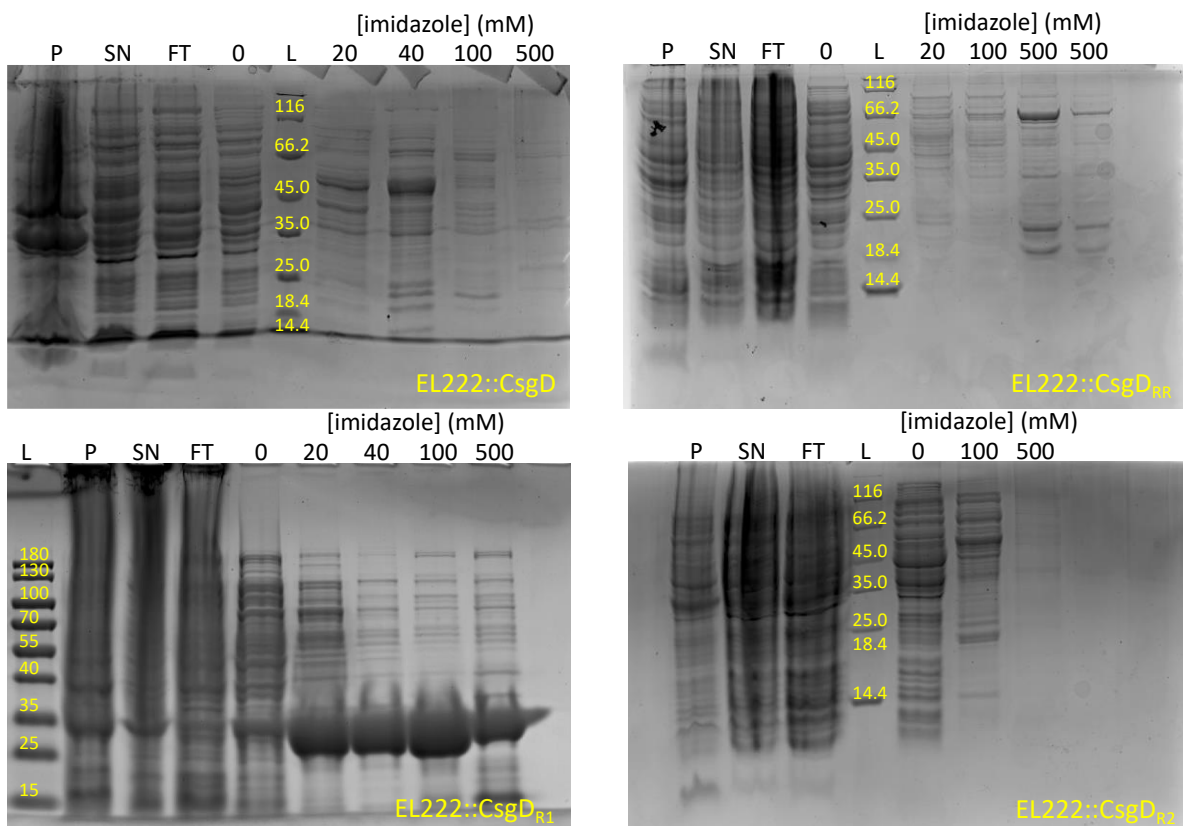 [imidazole] (mM)
P SN FT 0 L 20 40 100 500
116
66.2
45.0
35.0
25.0
18.4
14.4
EL222::CsgD
[imidazole] (mM)
P SN FT 0 L 20 100 500 500
116
66.2
45.0
35.0
25.0
18.4
14.4
EL222::CsgDRR
[imidazole] (mM)
L P SN FT 0 20 40 100 500
180
130
100
70
55
40
35
25
15
EL222::CsgDR1
[imidazole] (mM)
P SN FT L 0 100 500
116
66.2
45.0
35.0
25.0
18.4
14.4
EL222::CsgDR2